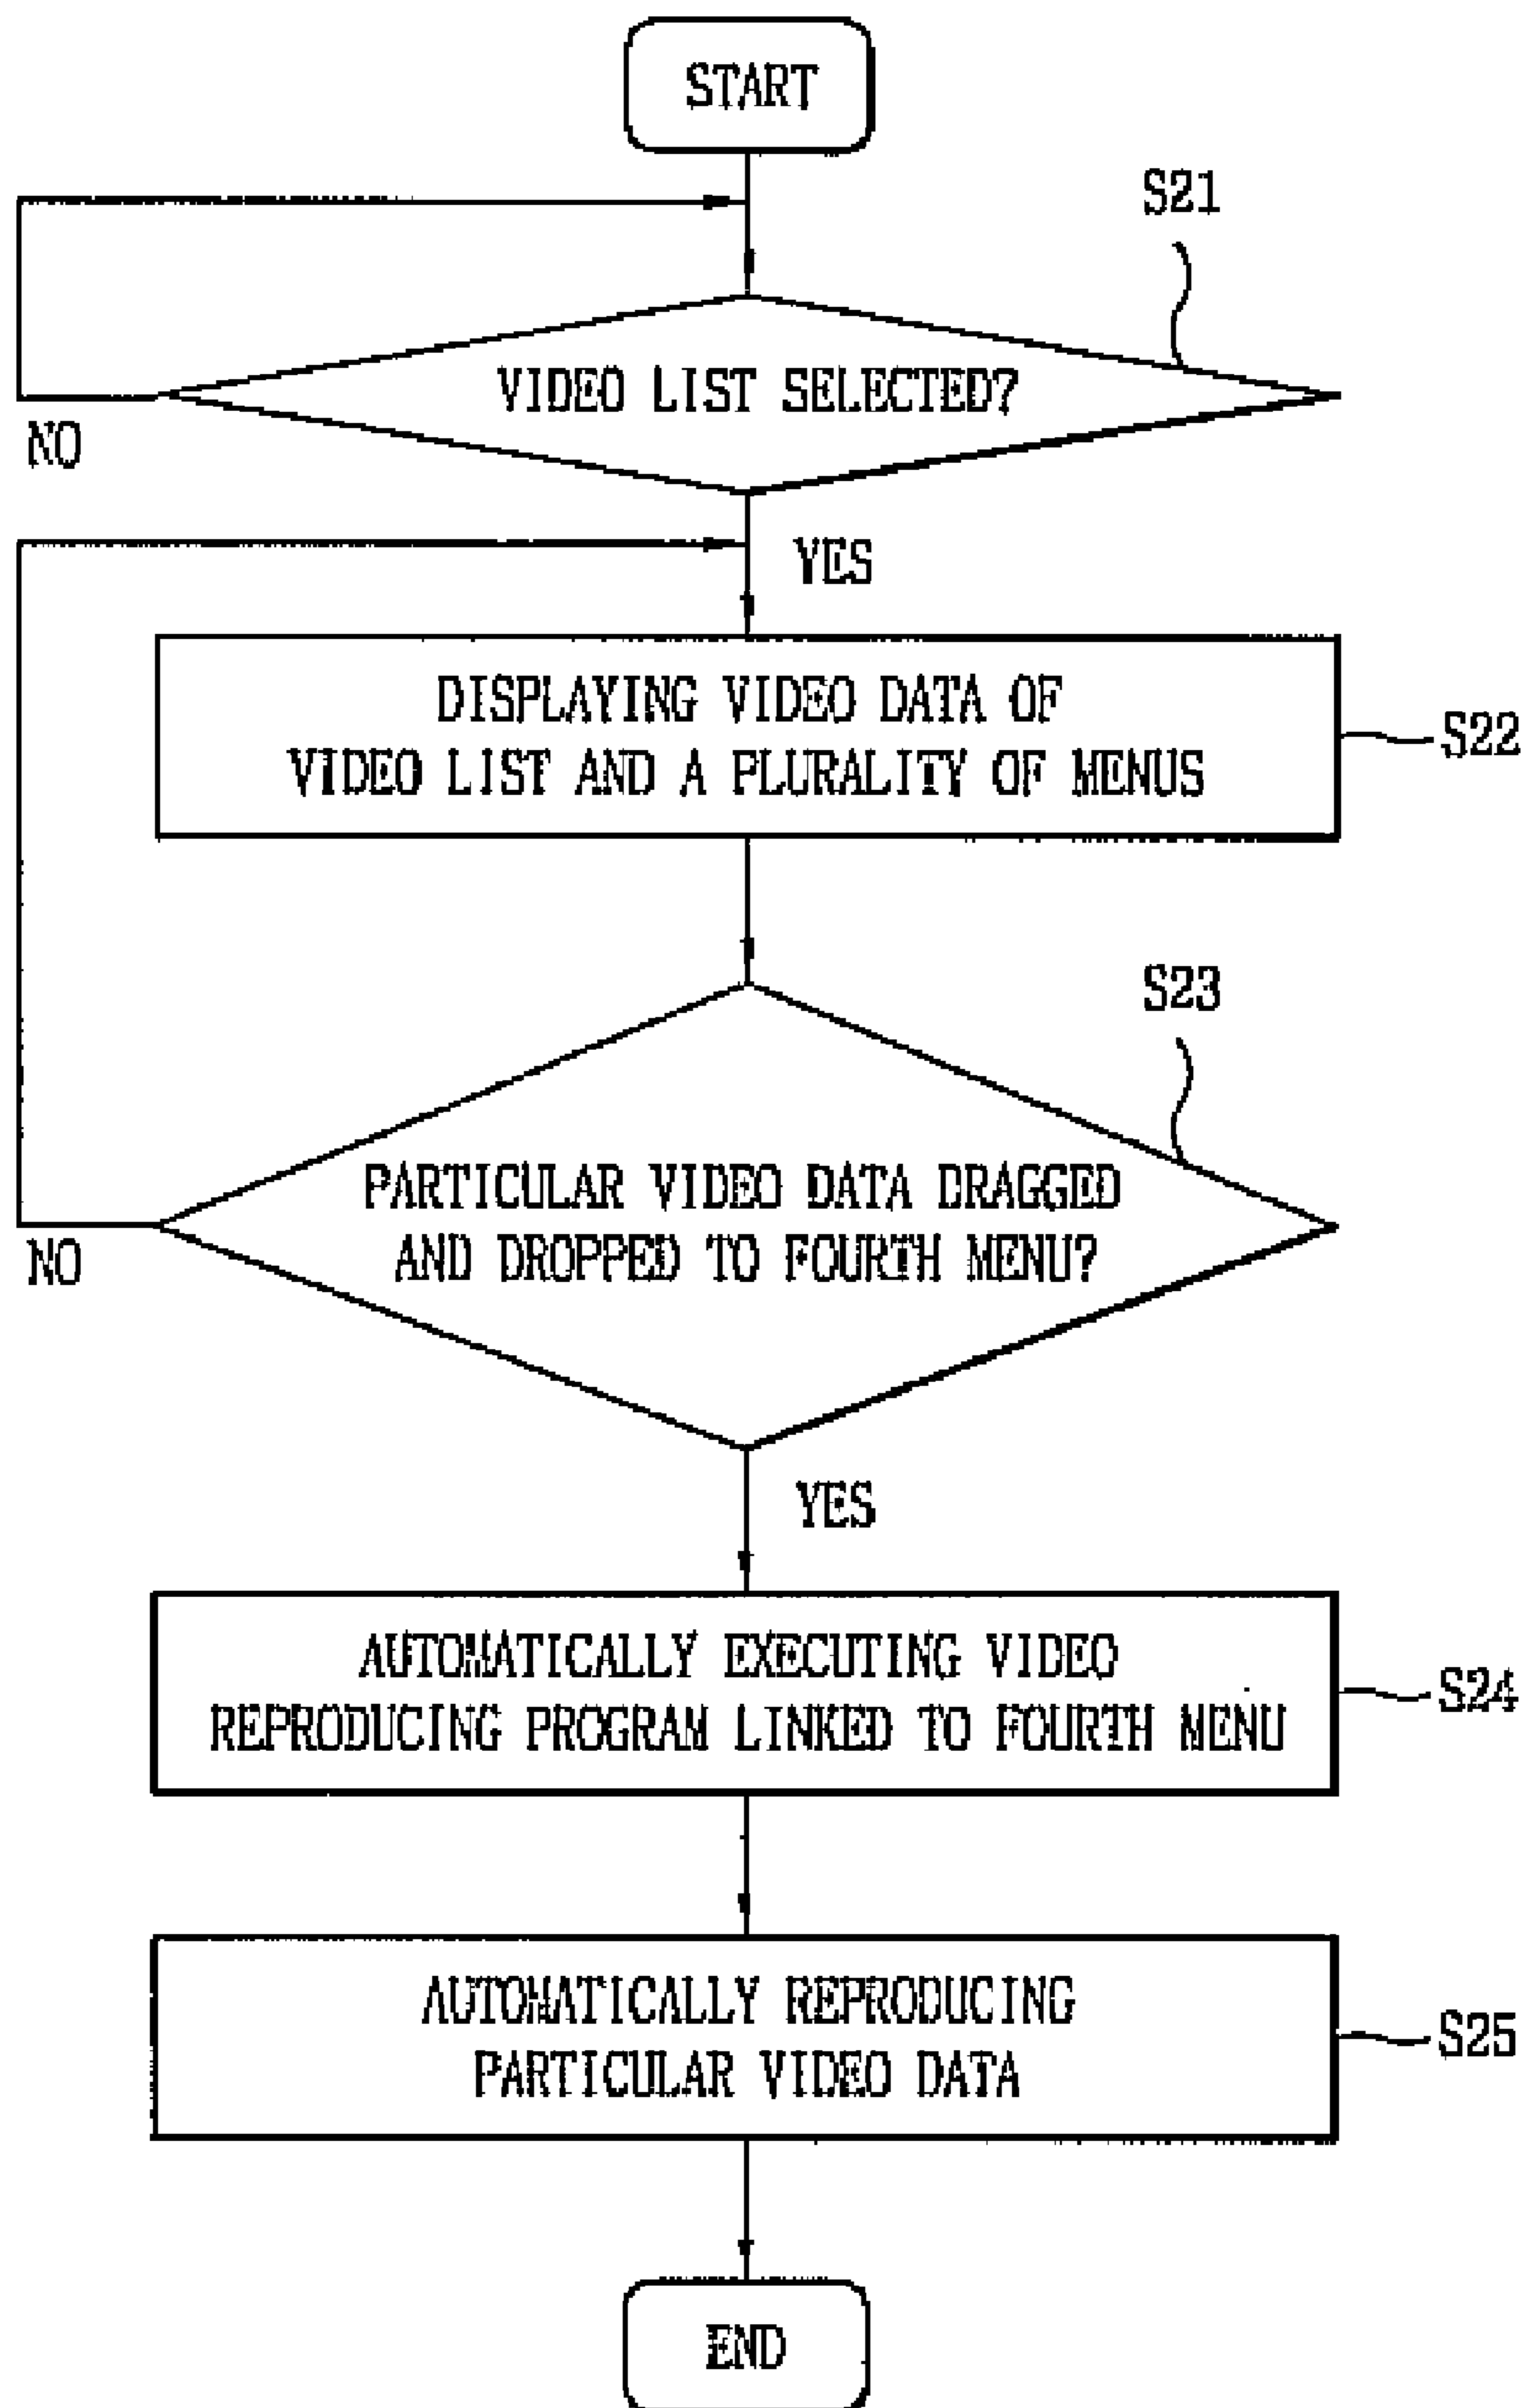 START
S21
VIDEO LIST SELECTED?
NO
YES
DISPLAYING VIDEO DATA OF
VIDEO LIST AND A PLURALITY OF MENUS
S22
S23
PARTICULAR VIDEO DATA DRAGGED
AND DROPPED TO FOURTH MENU?
NO
YES
AUTOMATICALLY EXECUTING VIDEO
REPRODUCING PROGRAM LINKED TO FOURTH MENU
S24
AUTOMATICALLY REPRODUCING
PARTICULAR VIDEO DATA
S25
END